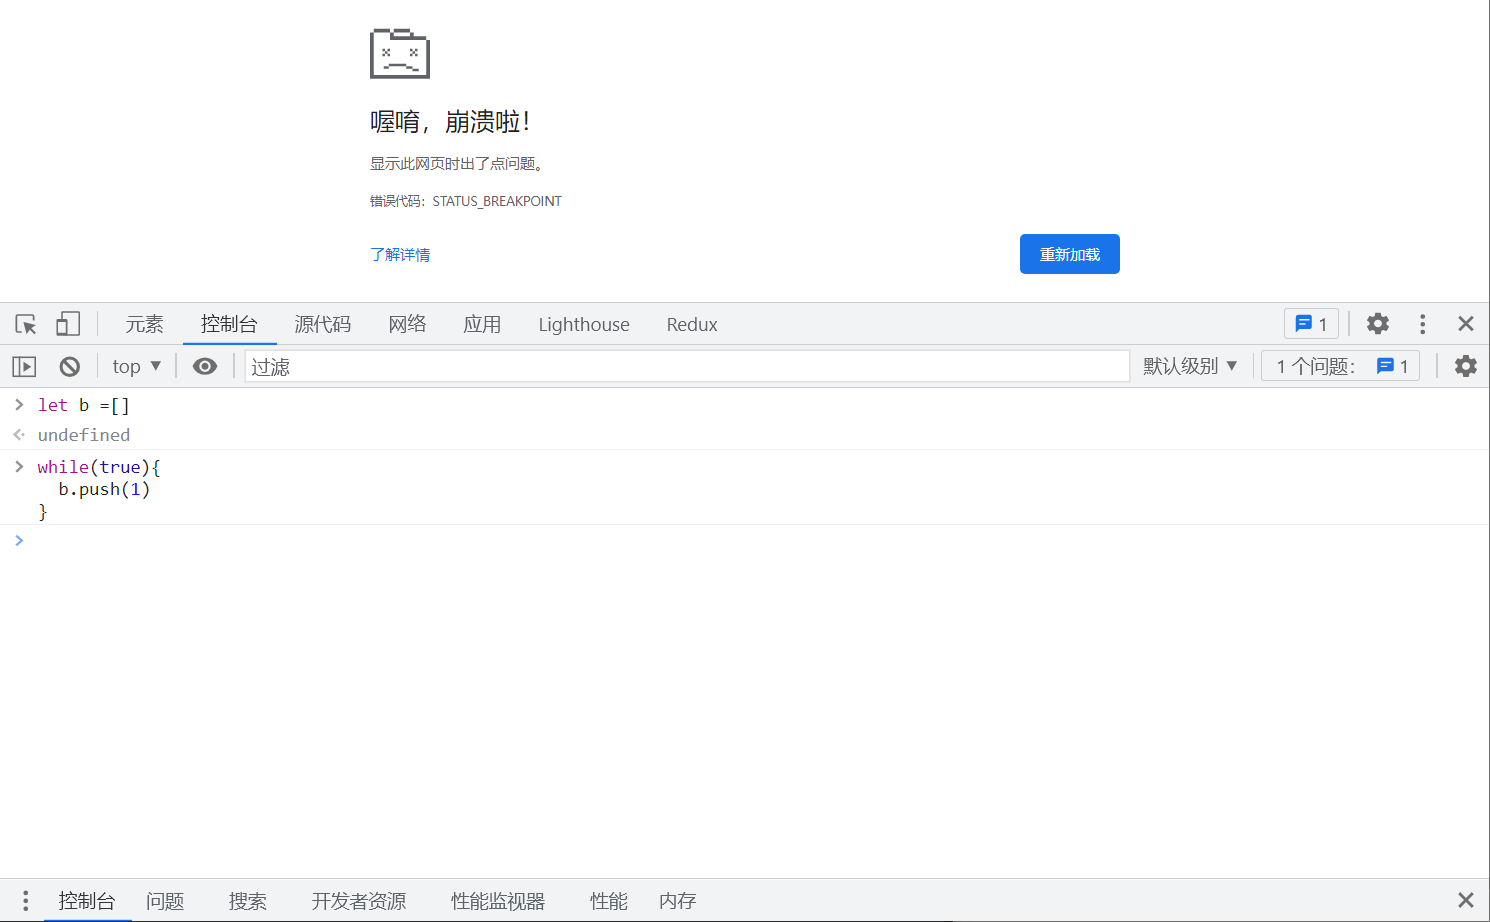 喔唷，崩溃啦！
显示此网页时出了点问题。
错误代码：STATUS_BREAKPOINT
了解详情 重新加载
元素 控制台 源代码 网络 应用 Lighthouse Redux 1
top 过滤 默认级别 1 个问题： 1
let b =[]
undefined
while(true){
b.push(1)
}
控制台 问题 搜索 开发者资源 性能监视器 性能 内存